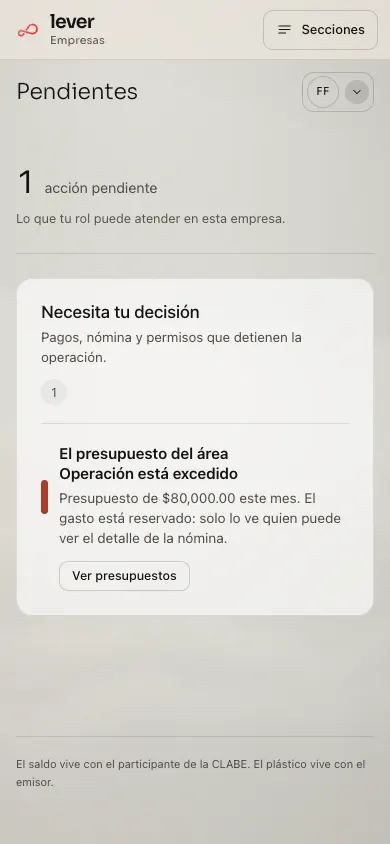 lever
Empresas
Secciones
Pendientes
FF
1 acción pendiente
Lo que tu rol puede atender en esta empresa.
Necesita tu decisión
Pagos, nómina y permisos que detienen la
operación.
1
El presupuesto del área
Operación está excedido
Presupuesto de $80,000.00 este mes. El
gasto está reservado: solo lo ve quien puede
ver el detalle de la nómina.
Ver presupuestos
El saldo vive con el participante de la CLABE. El plástico vive con el
emisor.